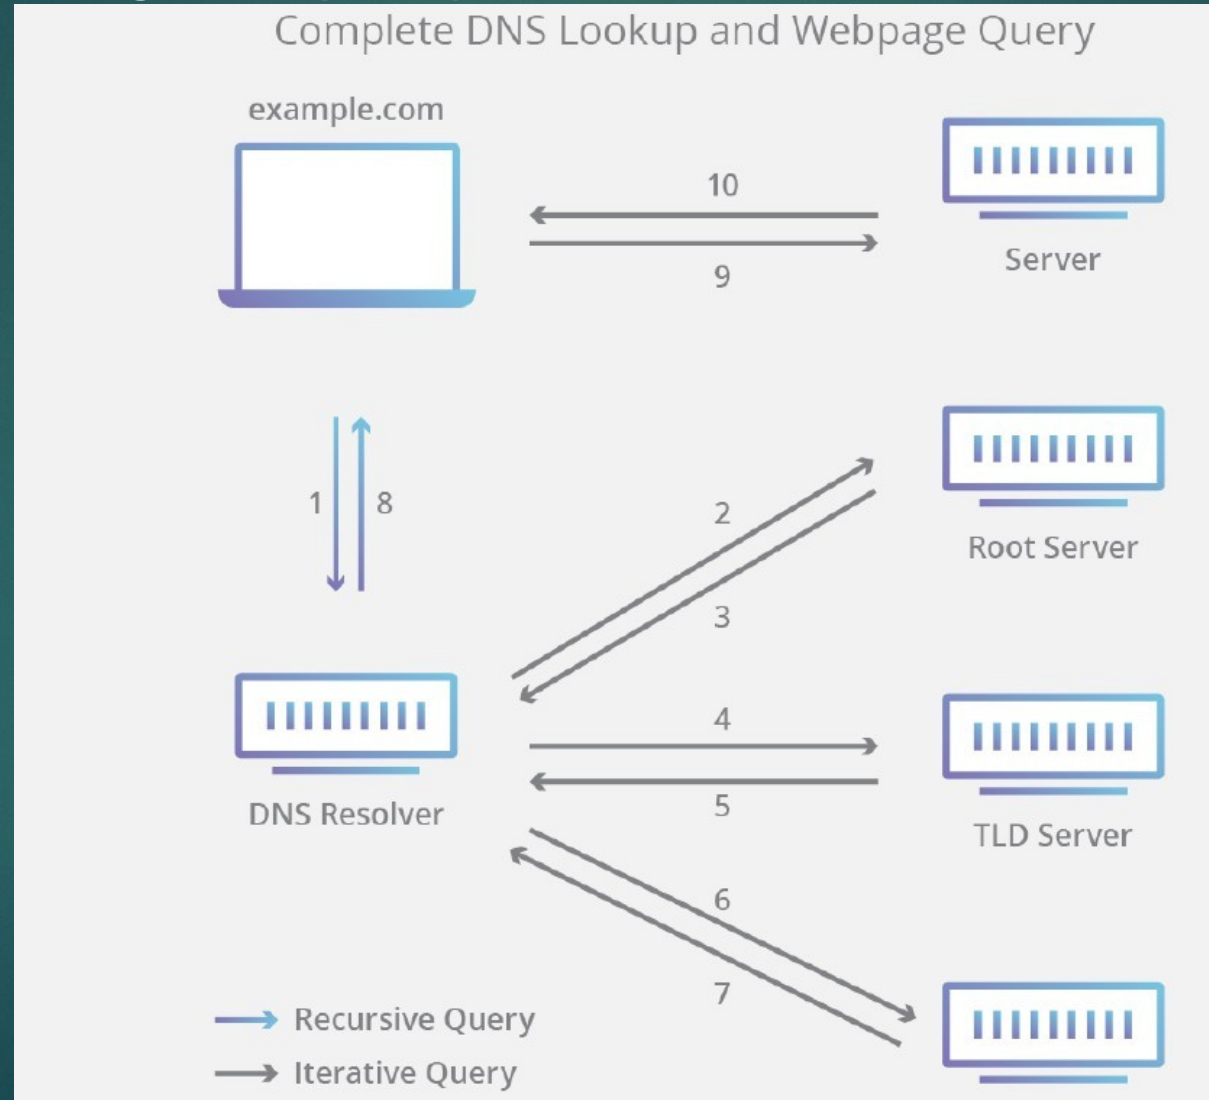 Complete DNS Lookup and Webpage Query
example.com
10
9
Server
1
8
2
3
Root Server
4
5
DNS Resolver
TLD Server
6
7
Recursive Query
Iterative Query